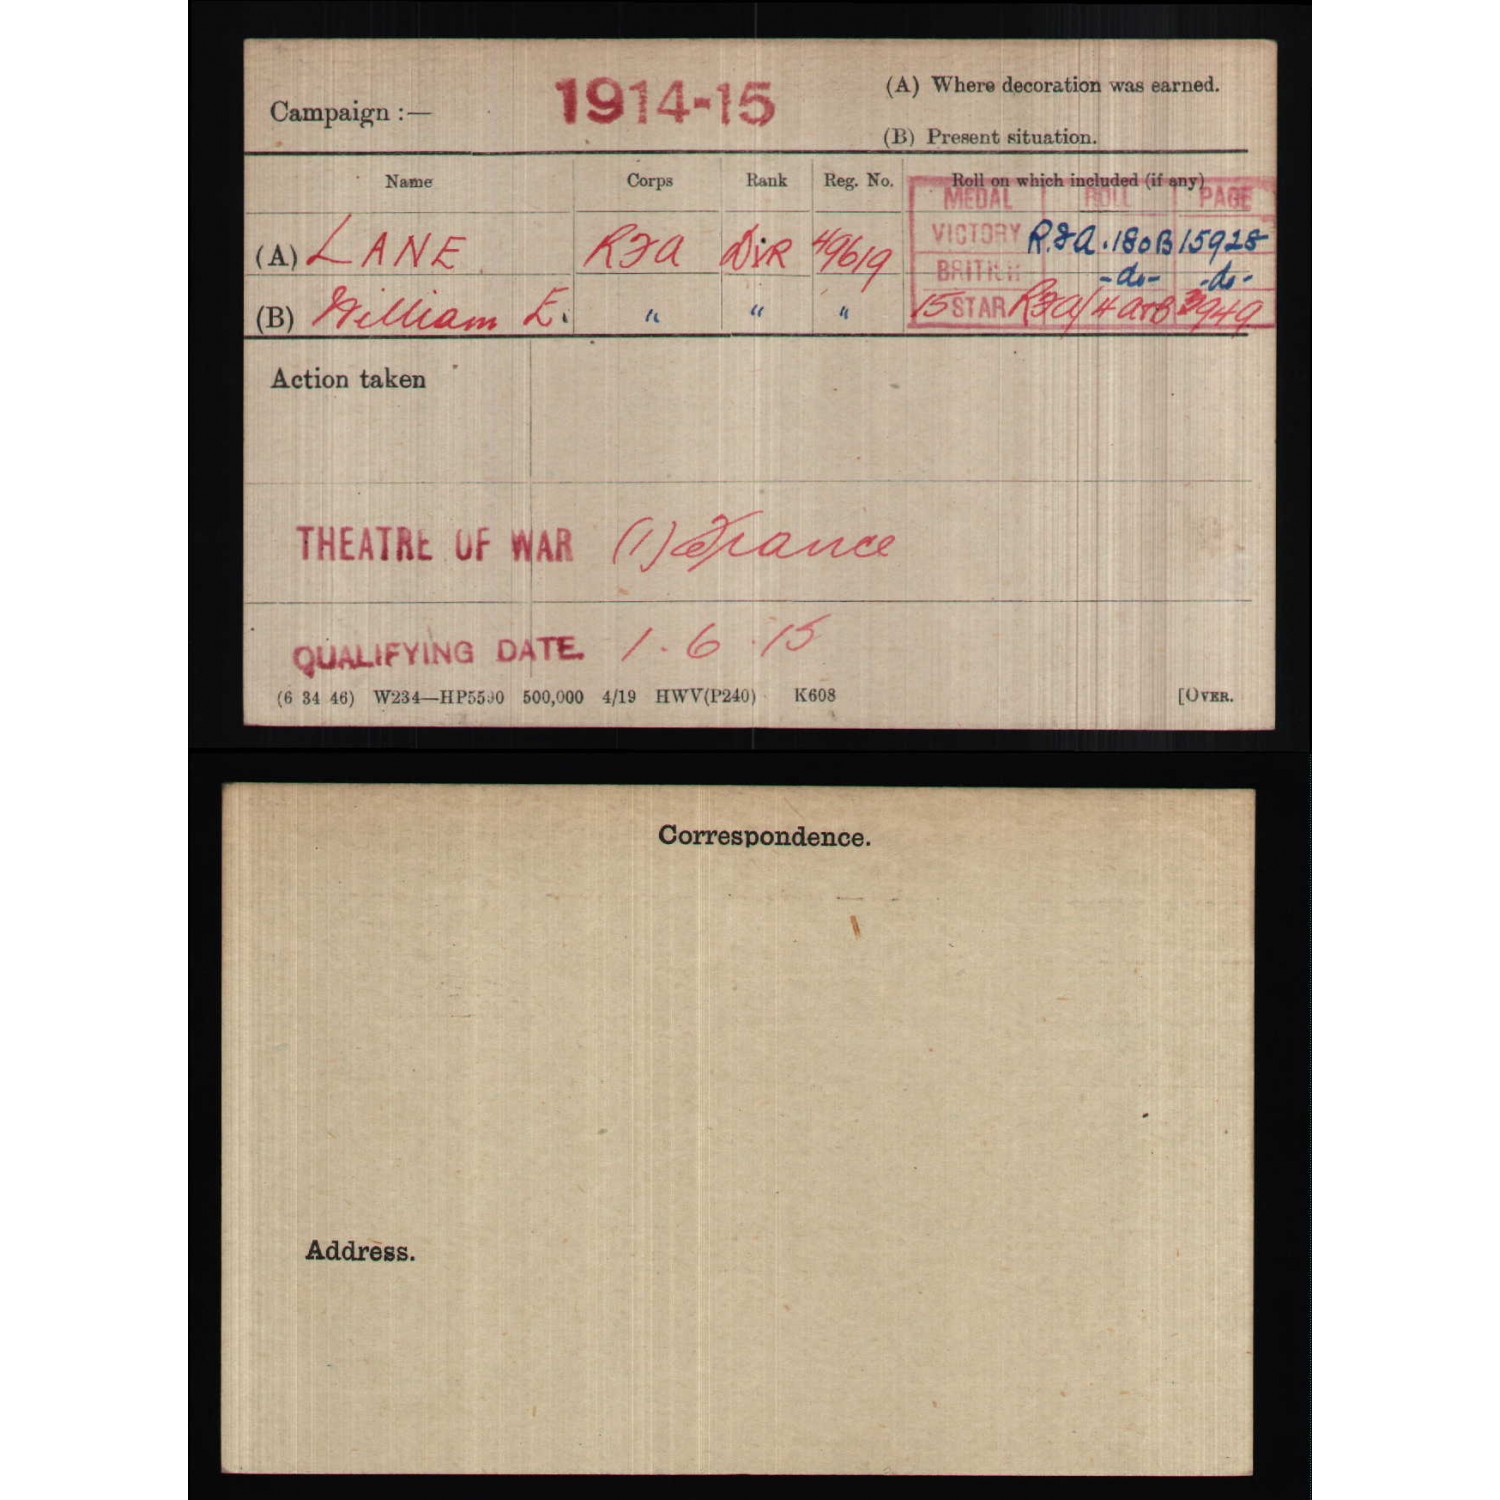 Campaign :— 1914-15 (A) Where decoration was earned.
(B) Present situation.
Name Corps Rank Reg. No. Roll on which included (if any)
MEDAL ROLL PAGE
(A) LANE RFA DvR 49619 VICTORY R.F.A. 180B 15928
BRITISH -do- -do-
(B) William E. " " " 15 STAR RFA/4 3949
Action taken
THEATRE OF WAR (1) France
QUALIFYING DATE. 1.6.15
(6 34 46) W234—HP5590 500,000 4/19 HWV(P240) K608 [OVER.
Correspondence.
Address.